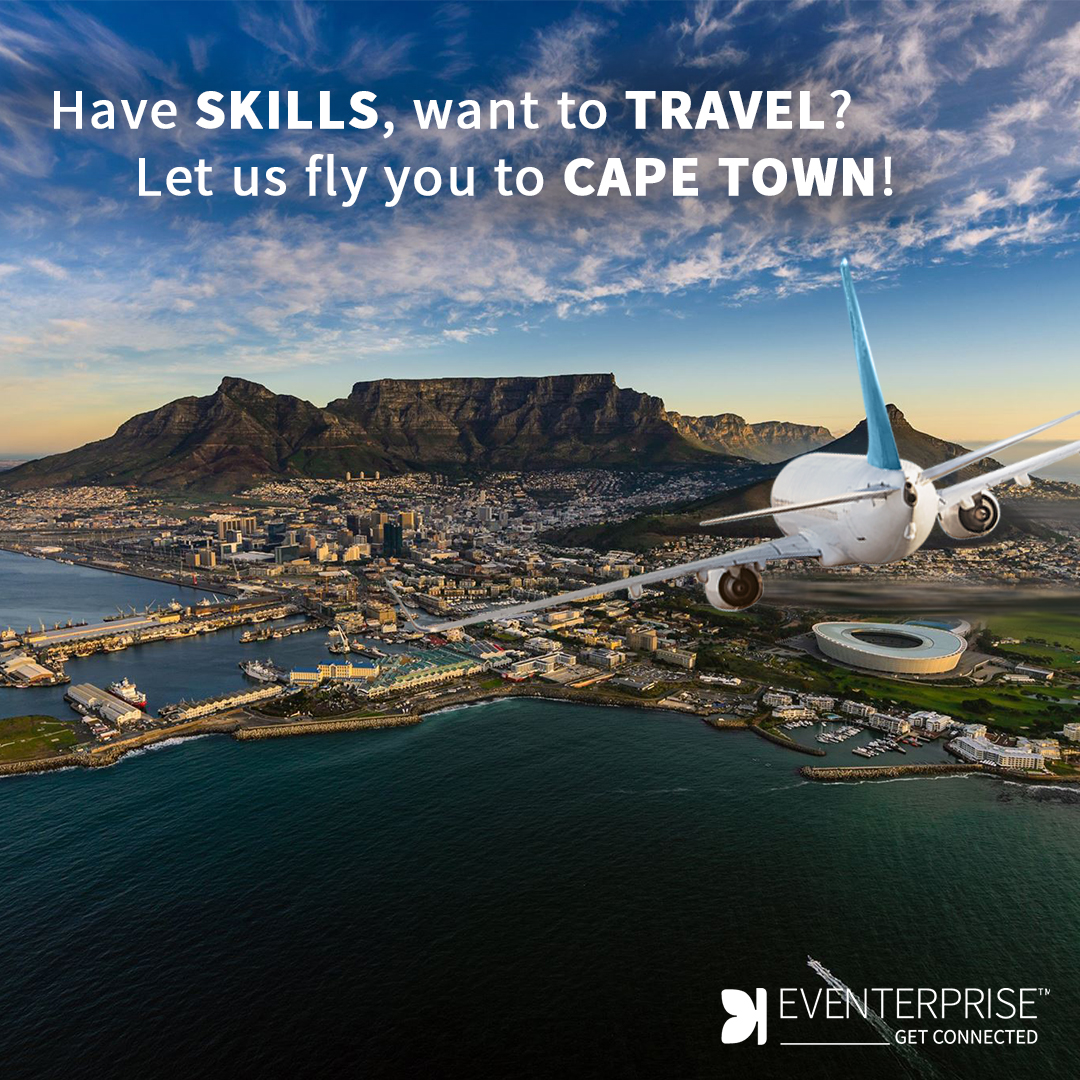 Have SKILLS, want to TRAVEL?
Let us fly you to CAPE TOWN!
EVENTERPRISE™
GET CONNECTED